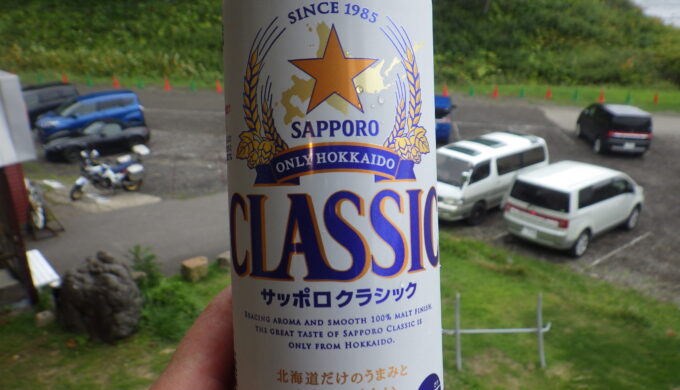 SINCE 1985
SAPPORO
ONLY HOKKAIDO
CLASSIC
サッポロクラシック
BRACING AROMA AND SMOOTH 100% MALT FINISH.
THE GREAT TASTE OF SAPPORO CLASSIC IS
ONLY FROM HOKKAIDO.
北海道だけのうまみと